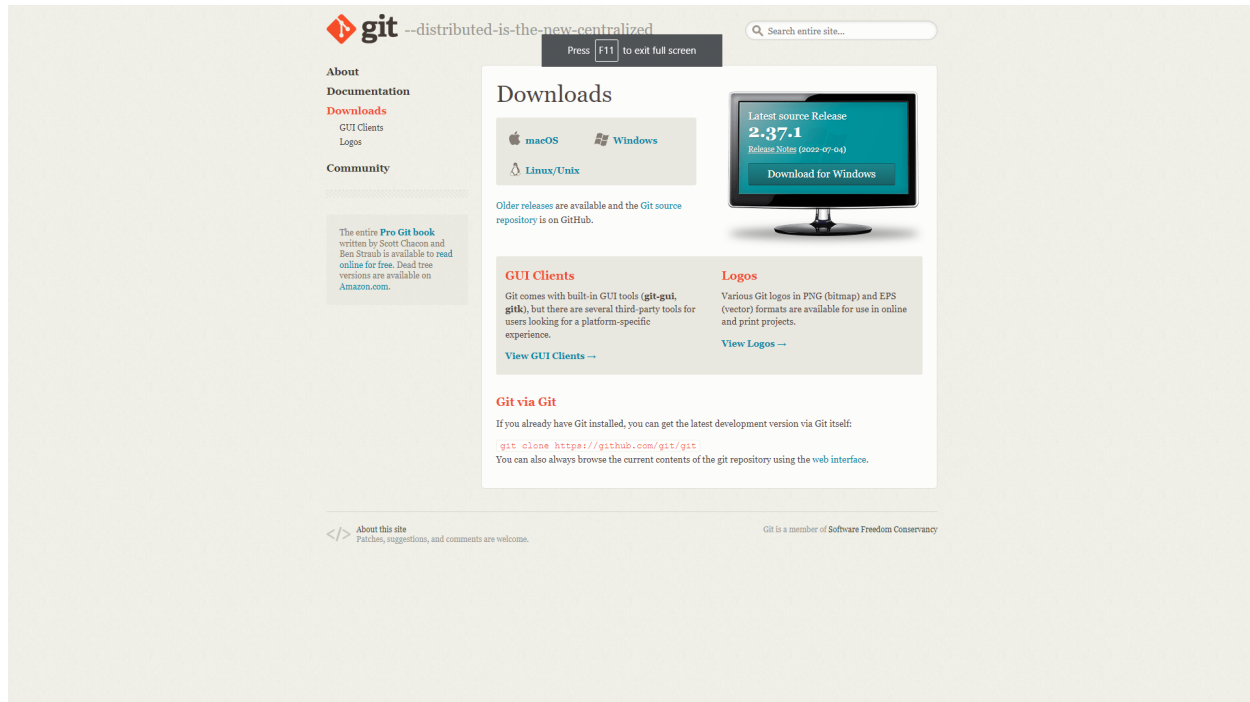 git --distributed-is-the-new-centralized
Search entire site...
Press F11 to exit full screen
About
Documentation
Downloads
GUI Clients
Logos
Community
The entire Pro Git book
written by Scott Chacon and
Ben Straub is available to read
online for free. Dead tree
versions are available on
Amazon.com.
Downloads
macOS
Windows
Linux/Unix
Older releases are available and the Git source
repository is on GitHub.
Latest source Release
2.37.1
Release Notes (2022-07-04)
Download for Windows
GUI Clients
Git comes with built-in GUI tools (git-gui,
gitk), but there are several third-party tools for
users looking for a platform-specific
experience.
View GUI Clients →
Logos
Various Git logos in PNG (bitmap) and EPS
(vector) formats are available for use in online
and print projects.
View Logos →
Git via Git
If you already have Git installed, you can get the latest development version via Git itself:
git clone https://github.com/git/git
You can also always browse the current contents of the git repository using the web interface.
</> About this site
Patches, suggestions, and comments are welcome.
Git is a member of Software Freedom Conservancy